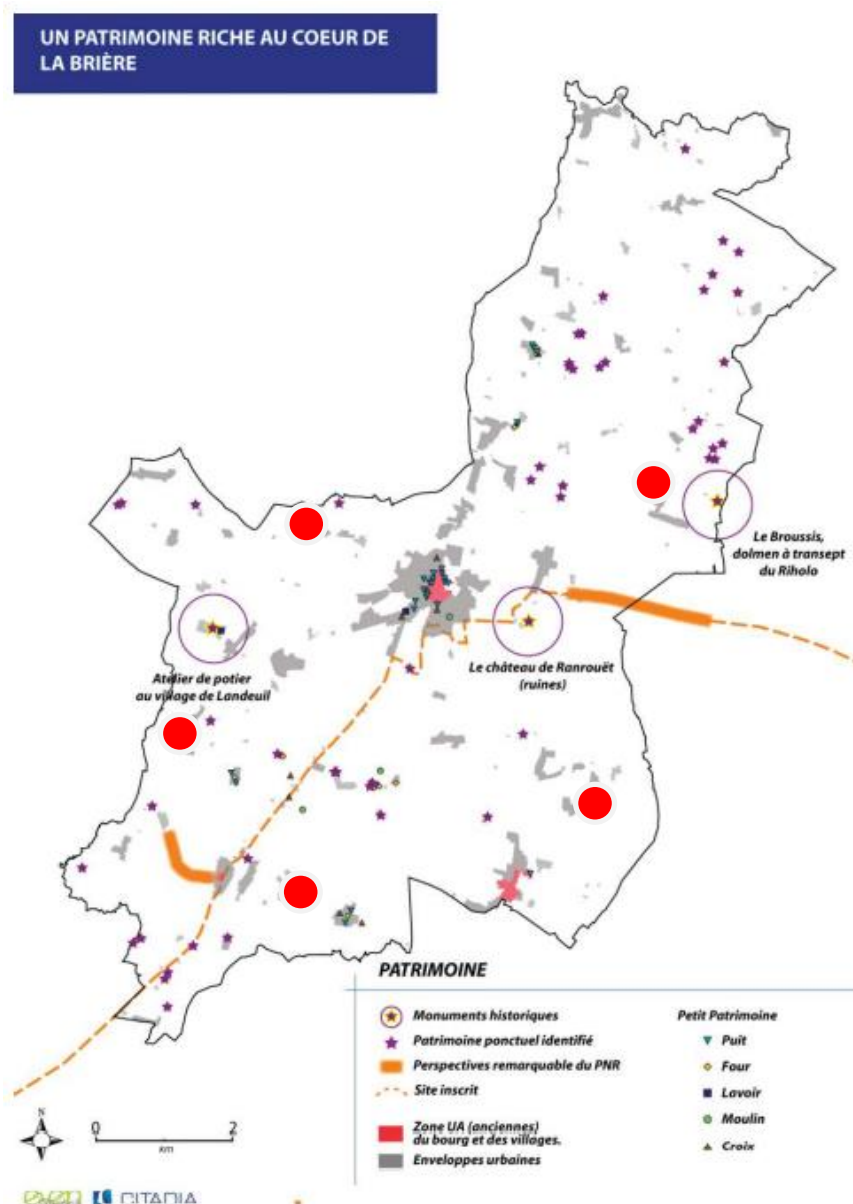 UN PATRIMOINE RICHE AU COEUR DE
LA BRIÈRE
Le Broussis,
dolmen à transept
du Riholo
Le château de Ranrouët
(ruines)
Atelier de potier
au village de Landeuil
PATRIMOINE
Monuments historiques
Patrimoine ponctuel identifié
Perspectives remarquable du PNR
Site inscrit
Zone UA (anciennes)
du bourg et des villages.
Enveloppes urbaines
Petit Patrimoine
Puit
Four
Lavoir
Moulin
Croix
N
0 2
Km
CITADIA